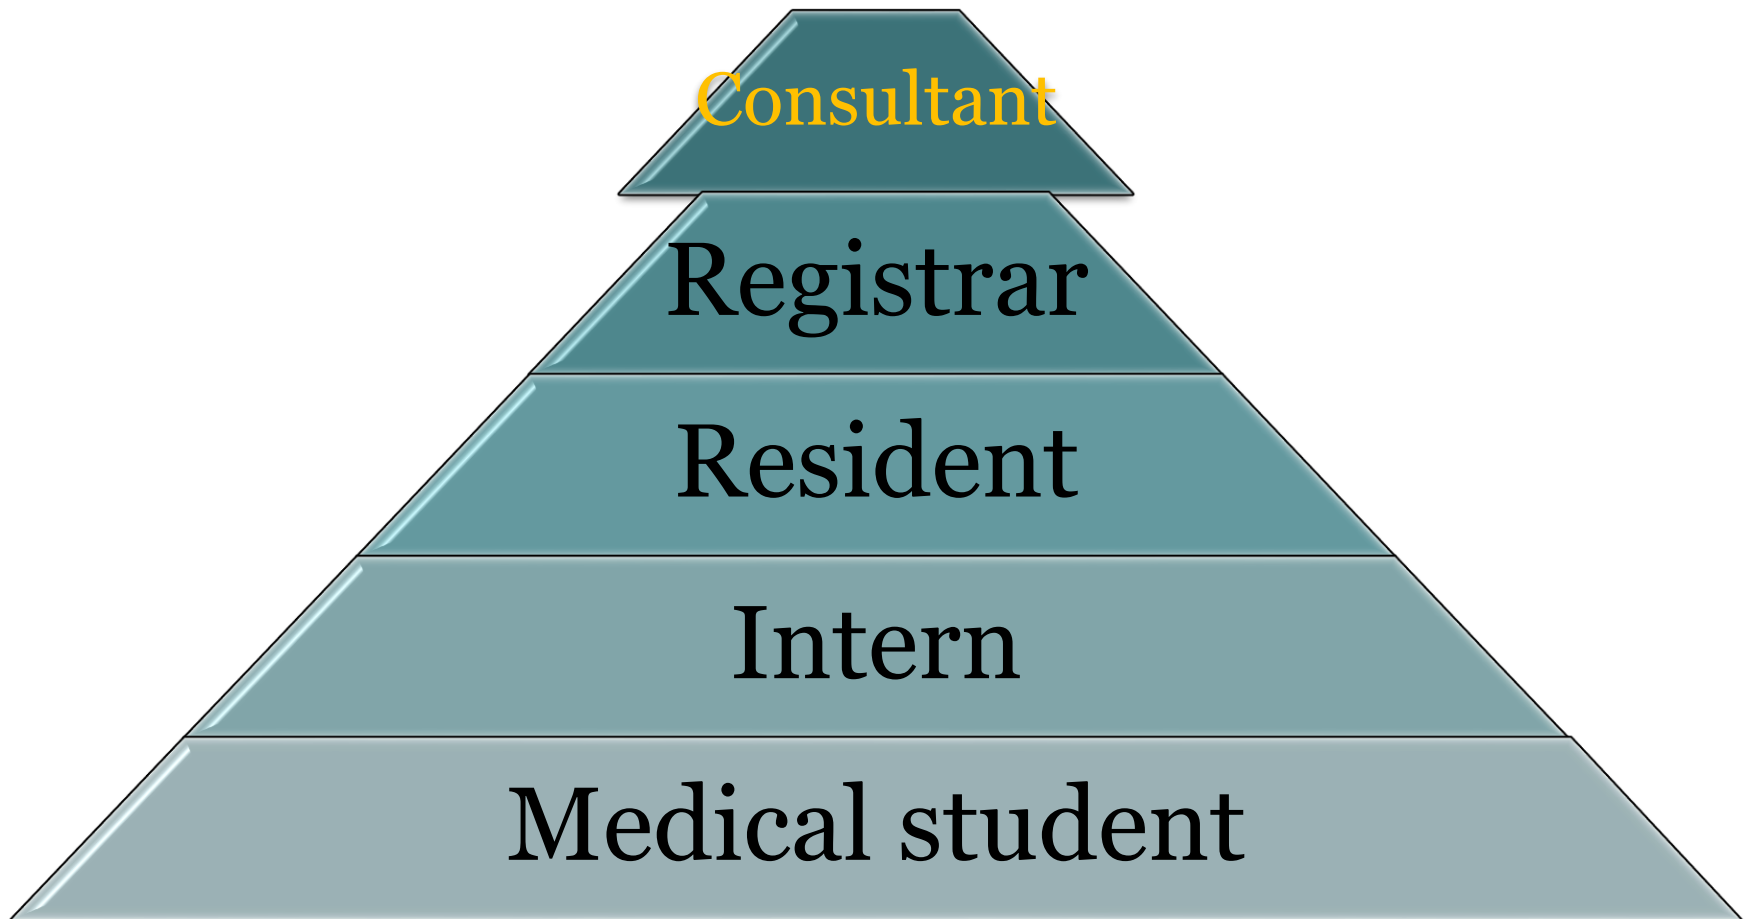 Consultant
Registrar
Resident
Intern
Medical student